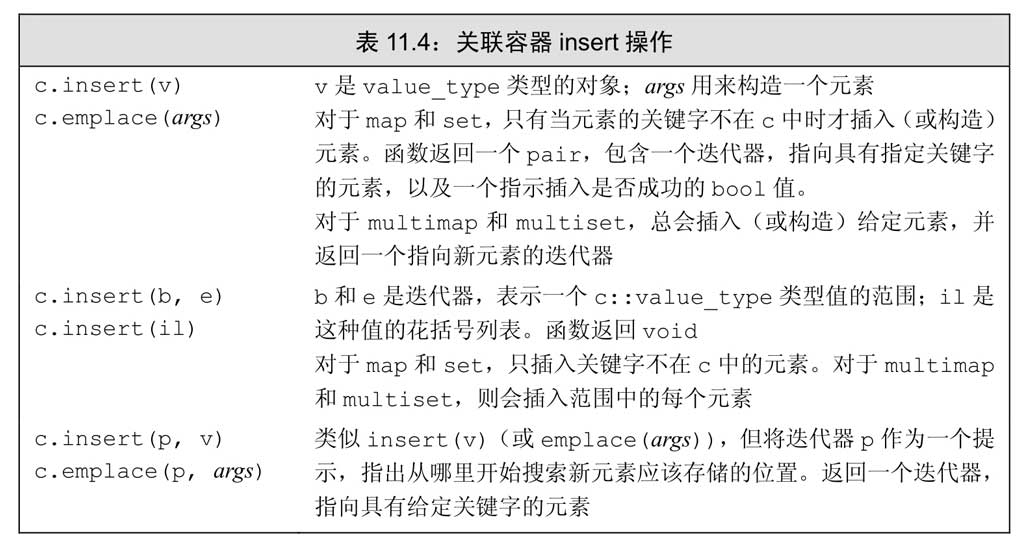 表 11.4：关联容器 insert 操作
c.insert(v) v 是 value_type 类型的对象；args 用来构造一个元素
c.emplace(args) 对于 map 和 set，只有当元素的关键字不在 c 中时才插入（或构造）
元素。函数返回一个 pair，包含一个迭代器，指向具有指定关键字
的元素，以及一个指示插入是否成功的 bool 值。
对于 multimap 和 multiset，总会插入（或构造）给定元素，并
返回一个指向新元素的迭代器
c.insert(b, e) b 和 e 是迭代器，表示一个 c::value_type 类型值的范围；il 是
c.insert(il) 这种值的花括号列表。函数返回 void
对于 map 和 set，只插入关键字不在 c 中的元素。对于 multimap
和 multiset，则会插入范围中的每个元素
c.insert(p, v) 类似 insert(v)（或 emplace(args)），但将迭代器 p 作为一个提
c.emplace(p, args) 示，指出从哪里开始搜索新元素应该存储的位置。返回一个迭代器，
指向具有给定关键字的元素